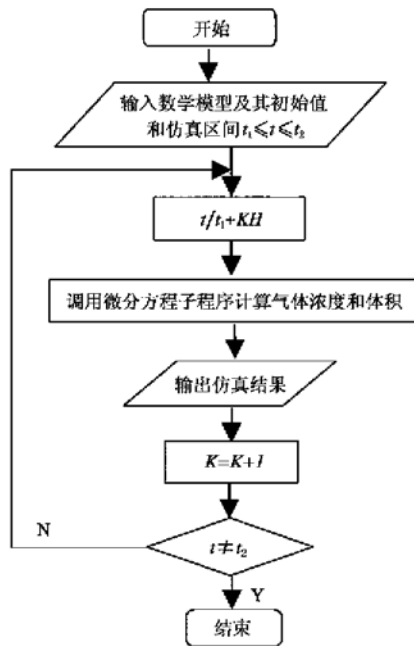 开始
输入数学模型及其初始值
和仿真区间t₁≤t≤t₂
t/t₁+KH
调用微分方程子程序计算气体浓度和体积
输出仿真结果
K=K+1
N
t≠t₂
Y
结束